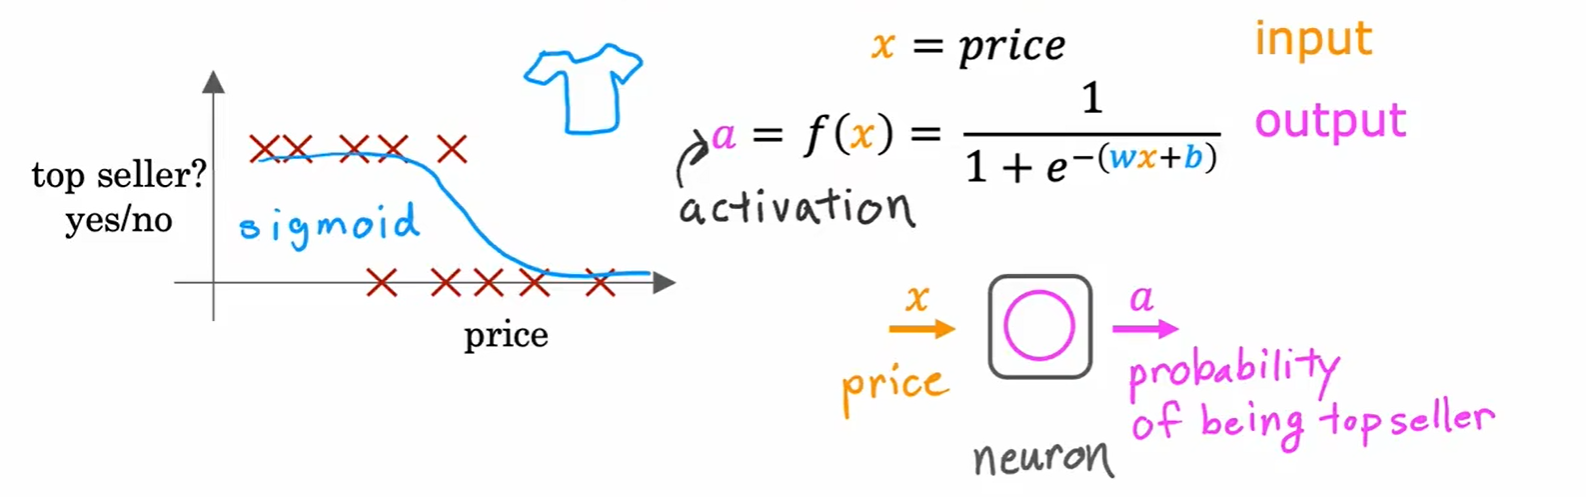 top seller?
yes/no
sigmoid
price
x = price
input
a = f(x) = 1 / (1 + e^{-(wx+b)})
output
activation
x
a
price
probability
of being top seller
neuron